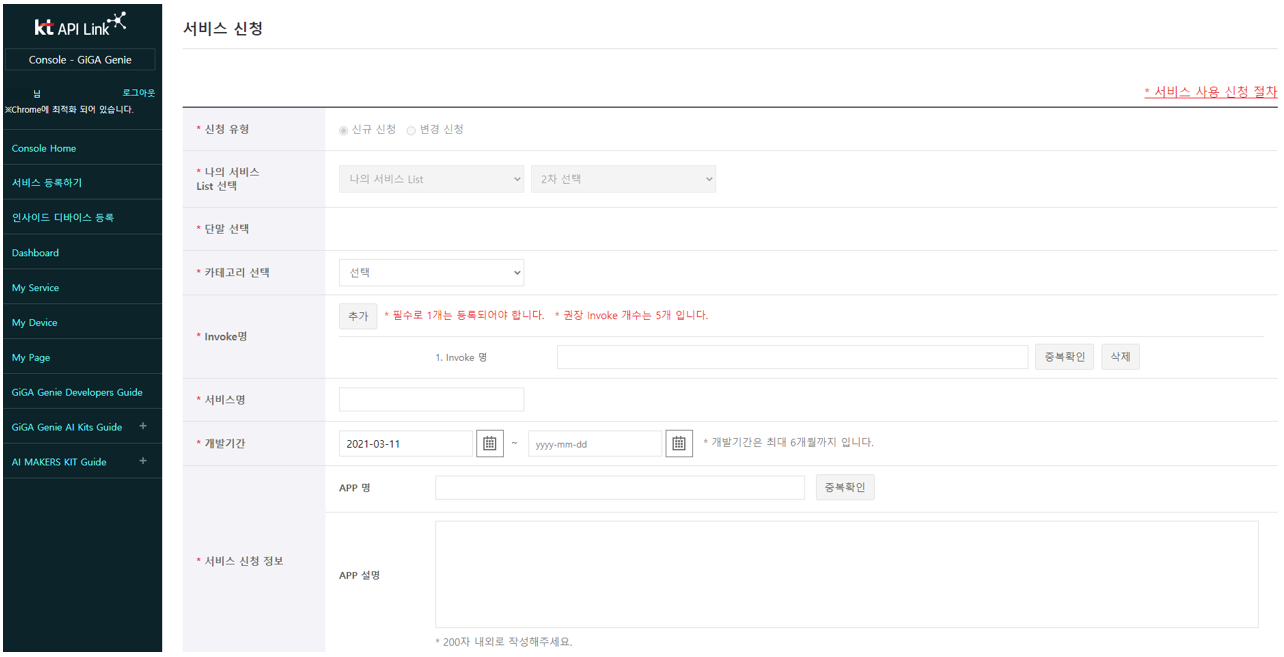 kt API Link
Console - GiGA Genie
님 로그아웃
※Chrome에 최적화 되어 있습니다.
Console Home
서비스 등록하기
인사이드 디바이스 등록
Dashboard
My Service
My Device
My Page
GiGA Genie Developers Guide
GiGA Genie AI Kits Guide +
AI MAKERS KIT Guide +
서비스 신청
* 서비스 사용 신청 절차
* 신청 유형
신규 신청 변경 신청
* 나의 서비스
List 선택
나의 서비스 List 2차 선택
* 단말 선택
* 카테고리 선택
선택
* Invoke명
추가 * 필수로 1개는 등록되어야 합니다. * 권장 Invoke 개수는 5개 입니다.
1. Invoke 명 중복확인 삭제
* 서비스명
* 개발기간
2021-03-11 ~ yyyy-mm-dd * 개발기간은 최대 6개월까지 입니다.
* 서비스 신청 정보
APP 명 중복확인
APP 설명
* 200자 내외로 작성해주세요.